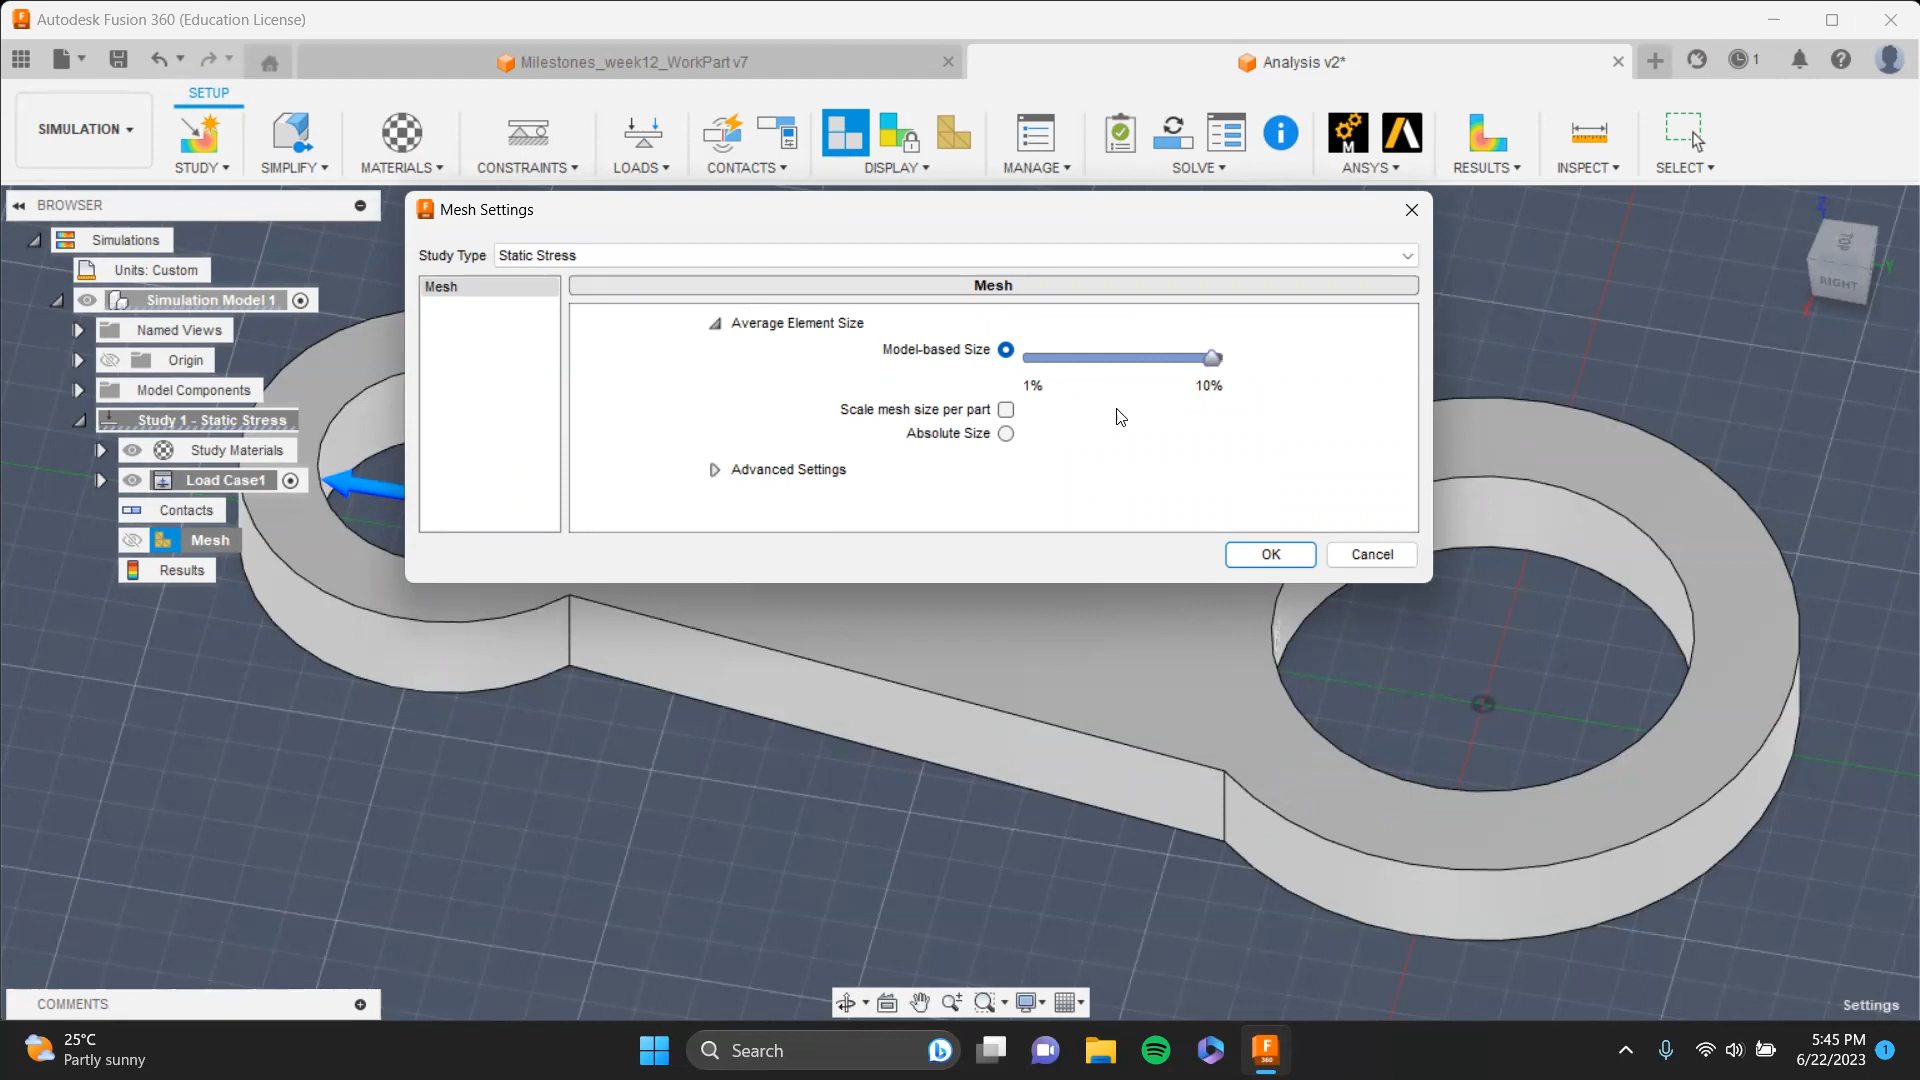 Autodesk Fusion 360 (Education License)
Milestones_week12_WorkPart v7
Analysis v2*
1
SETUP
SIMULATION
STUDY
SIMPLIFY
MATERIALS
CONSTRAINTS
LOADS
CONTACTS
DISPLAY
MANAGE
SOLVE
M
ANSYS
RESULTS
INSPECT
SELECT
BROWSER
Simulations
Units: Custom
Simulation Model 1
Named Views
Origin
Model Components
Study 1 - Static Stress
Study Materials
Load Case1
Contacts
Mesh
Results
Mesh Settings
Study Type Static Stress
Mesh
Mesh
Average Element Size
Model-based Size
1% 10%
Scale mesh size per part
Absolute Size
Advanced Settings
OK Cancel
TOP
RIGHT
Z
Y
X
COMMENTS
Settings
25°C
Partly sunny
Search
F
360
5:45 PM
6/22/2023
1